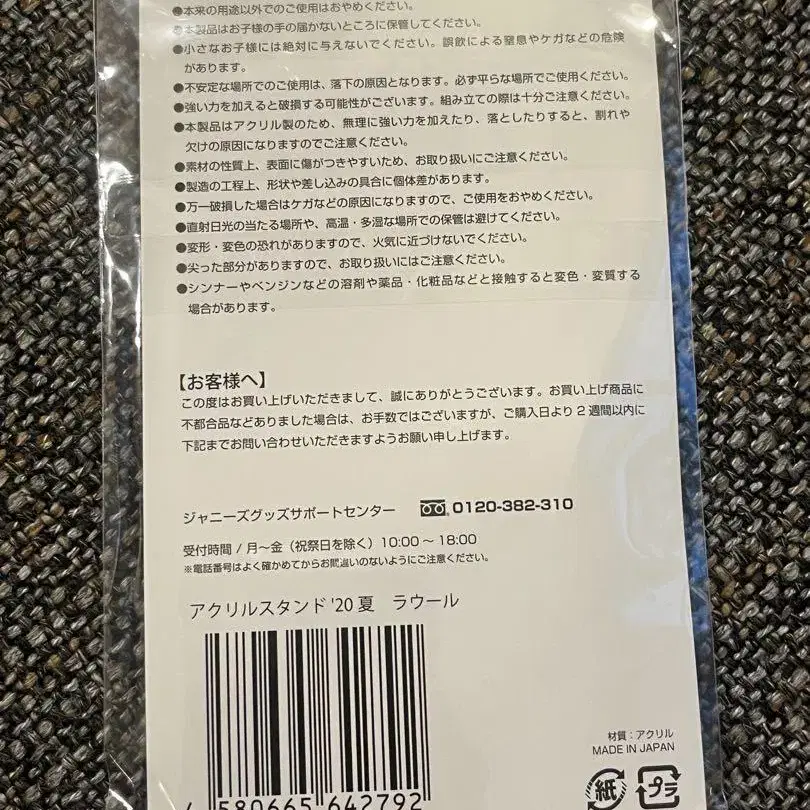 ●本来の用途以外でのご使用はおやめください。
●本製品はお子様の手の届かないところに保管してください。
●小さなお子様には絶対に与えないでください。誤飲による窒息やケガなどの危険
があります。
●不安定な場所でのご使用は、落下の原因となります。必ず平らな場所でご使用ください。
●強い力を加えると破損する可能性がございます。組み立ての際は十分ご注意ください。
●本製品はアクリル製のため、無理に強い力を加えたり、落としたりすると、割れや
欠けの原因になりますのでご注意ください。
●素材の性質上、表面に傷がつきやすいため、お取り扱いにご注意ください。
●製造の工程上、形状や差し込みの具合に個体差があります。
●万一破損した場合はケガなどの原因になりますので、ご使用をおやめください。
●直射日光の当たる場所や、高温・多湿な場所での保管は避けてください。
●変形・変色の恐れがありますので、火気に近づけないでください。
●尖った部分がありますので、お取り扱いにはご注意ください。
●シンナーやベンジンなどの溶剤や薬品・化粧品などと接触すると変色・変質する
場合があります。
【お客様へ】
この度はお買い上げいただきまして、誠にありがとうございます。お買い上げ商品に
不都合品などありました場合は、お手数ではございますが、ご購入日より2週間以内に
下記までお問い合わせいただきますようお願い申し上げます。
ジャニーズグッズサポートセンター 0120-382-310
受付時間 / 月〜金（祝祭日を除く）10:00〜18:00
※電話番号はよく確かめてからお間違いのないようにご注意ください。
アクリルスタンド'20夏 ラウール
材質：アクリル
MADE IN JAPAN
紙 プラ
4 580665 642792